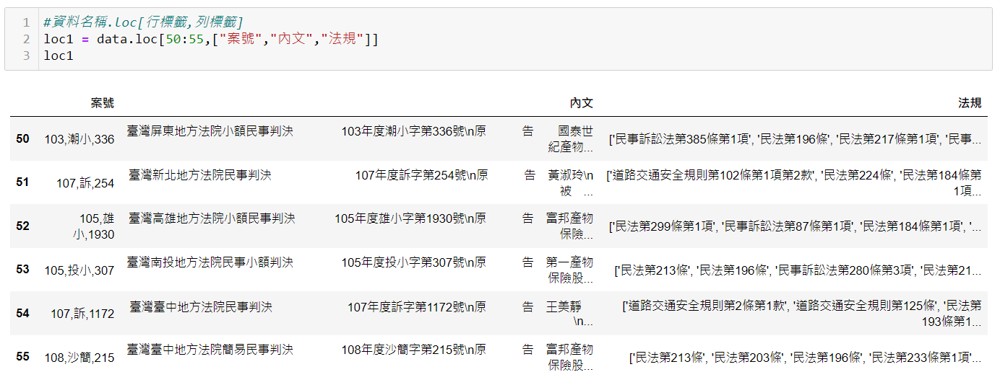 1 #資料名稱.loc[行標籤,列標籤]
2 loc1 = data.loc[50:55,["案號","內文","法規"]]
3 loc1
案號 內文 法規
50 103,潮小,336 臺灣屏東地方法院小額民事判決 103年度潮小字第336號\n原 告 國泰世
紀產物... ['民事訴訟法第385條第1項', '民法第196條', '民法第217條第1項', '民事...
51 107,訴,254 臺灣新北地方法院民事判決 107年度訴字第254號\n原 告 黃淑玲\n
被 ... ['道路交通安全規則第102條第1項第2款', '民法第224條', '民法第184條第
1項...
52 105,雄
小,1930 臺灣高雄地方法院小額民事判決 105年度雄小字第1930號\n原 告 富邦產物
保險... ['民法第299條第1項', '民事訴訟法第87條第1項', '民法第184條第1項', '...
53 105,投小,307 臺灣南投地方法院民事小額判決 105年度投小字第307號\n原 告 第一產物
保險股... ['民法第213條', '民法第196條', '民事訴訟法第280條第3項', '民法第21...
54 107,訴,1172 臺灣臺中地方法院民事判決 107年度訴字第1172號\n原 告 王美靜
\n... ['道路交通安全規則第2條第1款', '道路交通安全規則第125條', '民法第
193條第1...
55 108,沙簡,215 臺灣臺中地方法院簡易民事判決 108年度沙簡字第215號\n原 告 富邦產物
保險股... ['民法第213條', '民法第203條', '民法第196條', '民法第233條第1項'...